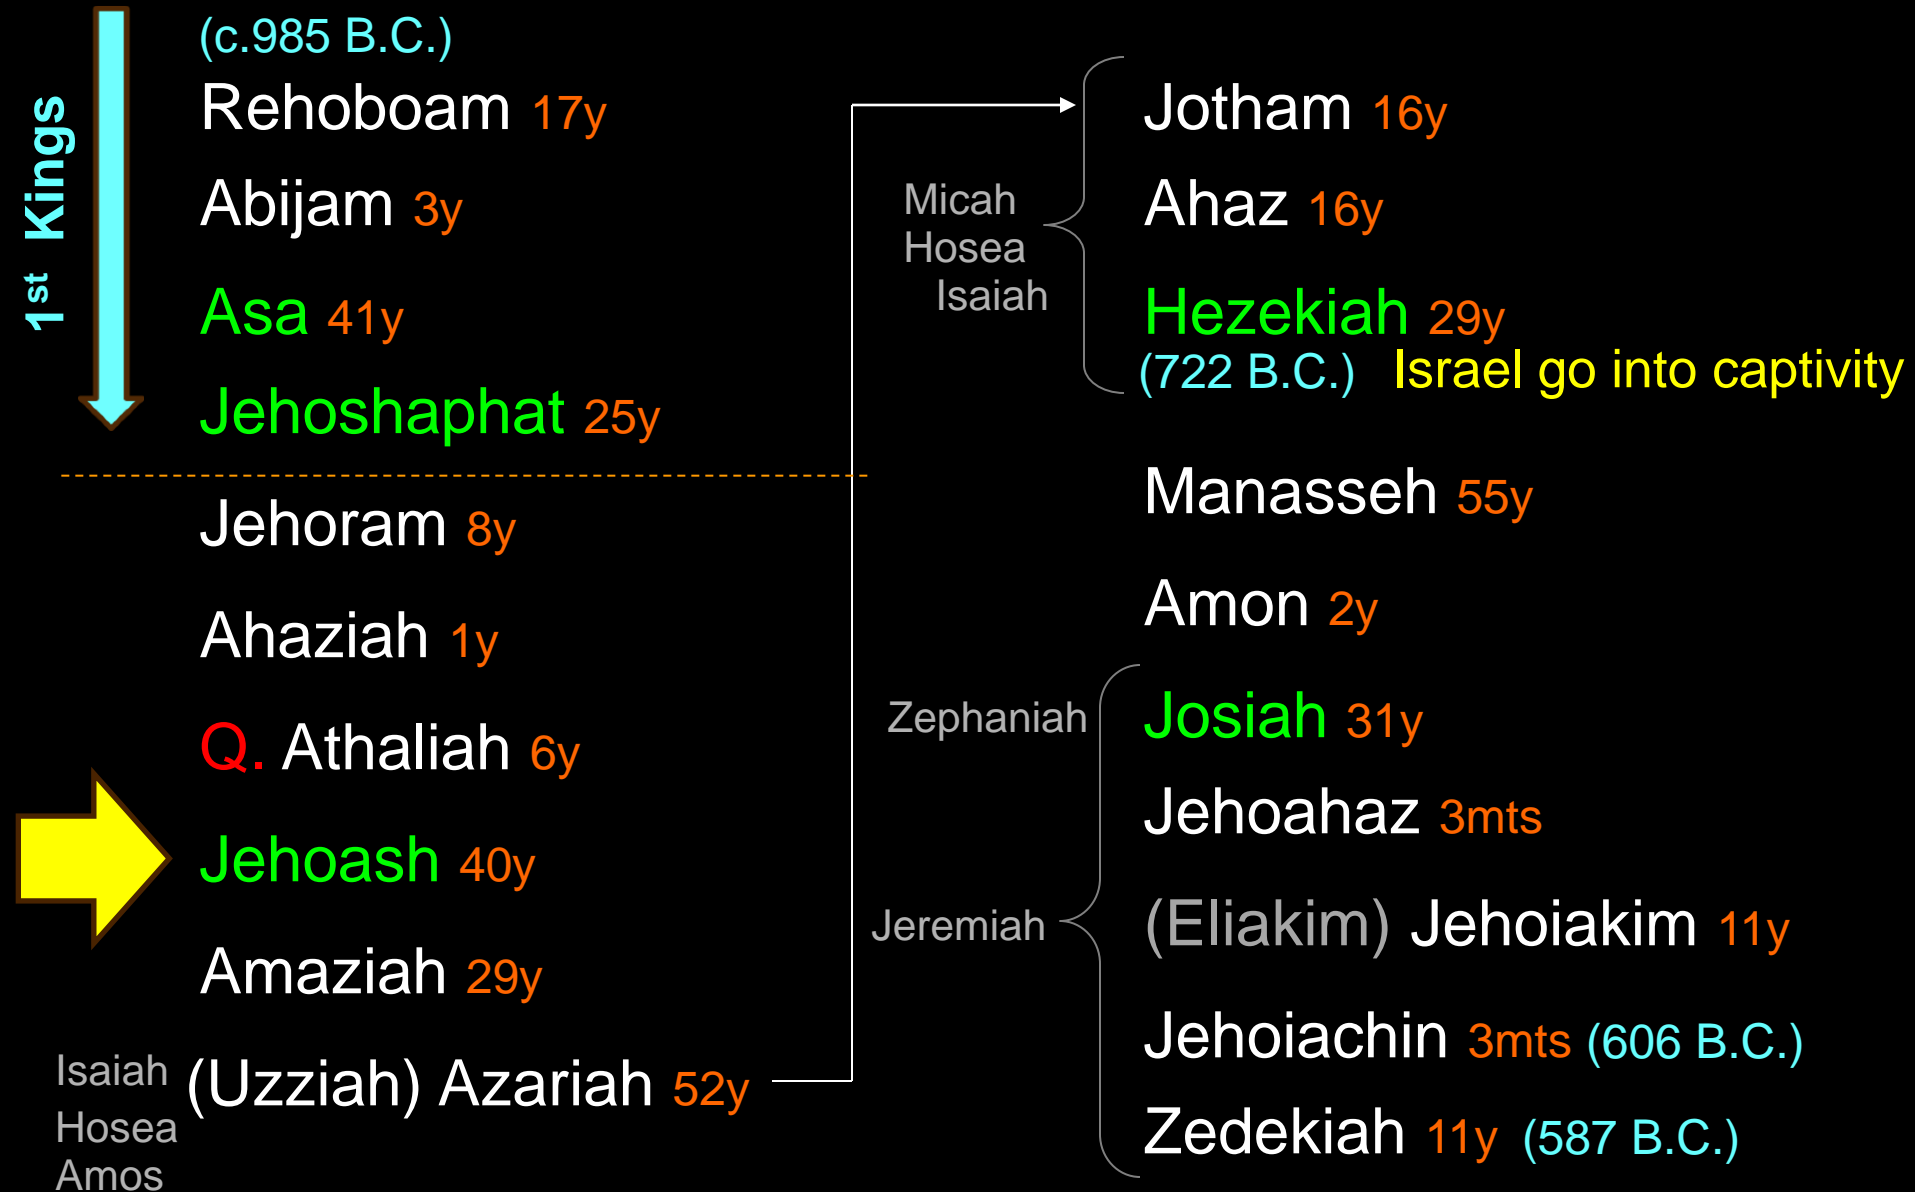 1st Kings
(c.985 B.C.)
Rehoboam 17y
Abijam 3y
Asa 41y
Jehoshaphat 25y
Jehoram 8y
Ahaziah 1y
Q. Athaliah 6y
Jehoash 40y
Amaziah 29y
(Uzziah) Azariah 52y
Isaiah
Hosea
Amos
Micah
Hosea
Isaiah
Jotham 16y
Ahaz 16y
Hezekiah 29y
(722 B.C.) Israel go into captivity
Manasseh 55y
Amon 2y
Zephaniah
Josiah 31y
Jehoahaz 3mts
Jeremiah
(Eliakim) Jehoiakim 11y
Jehoiachin 3mts (606 B.C.)
Zedekiah 11y (587 B.C.)